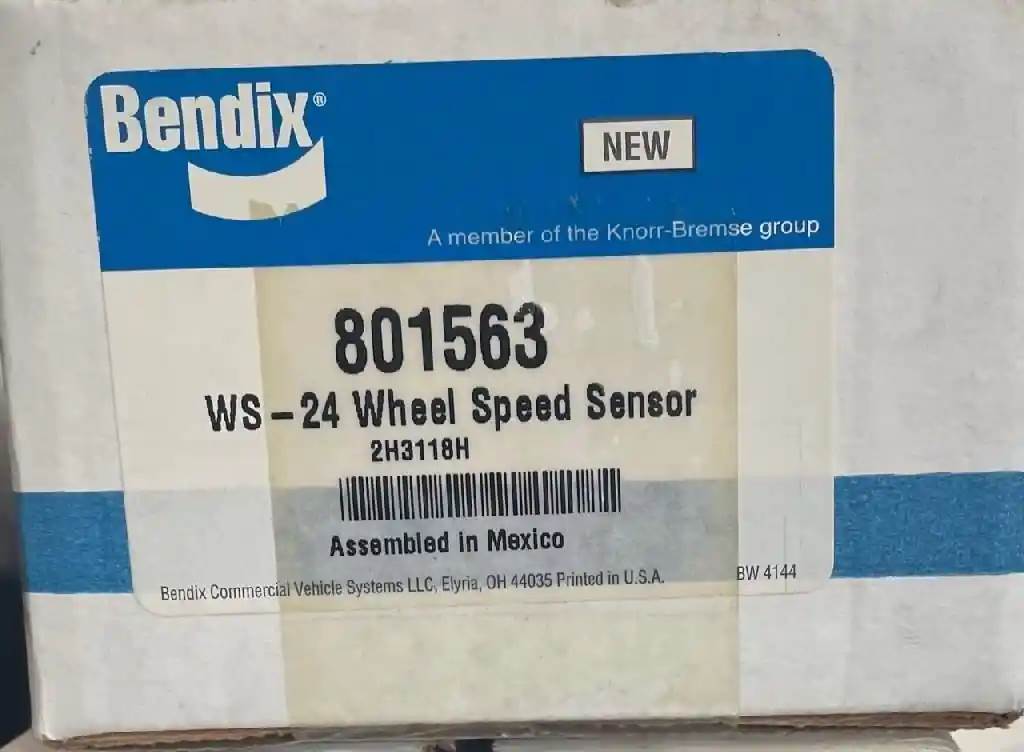 Bendix®
NEW
A member of the Knorr-Bremse group
801563
WS-24 Wheel Speed Sensor
2H3118H
Assembled in Mexico
Bendix Commercial Vehicle Systems LLC, Elyria, OH 44035 Printed in U.S.A.
BW 4144